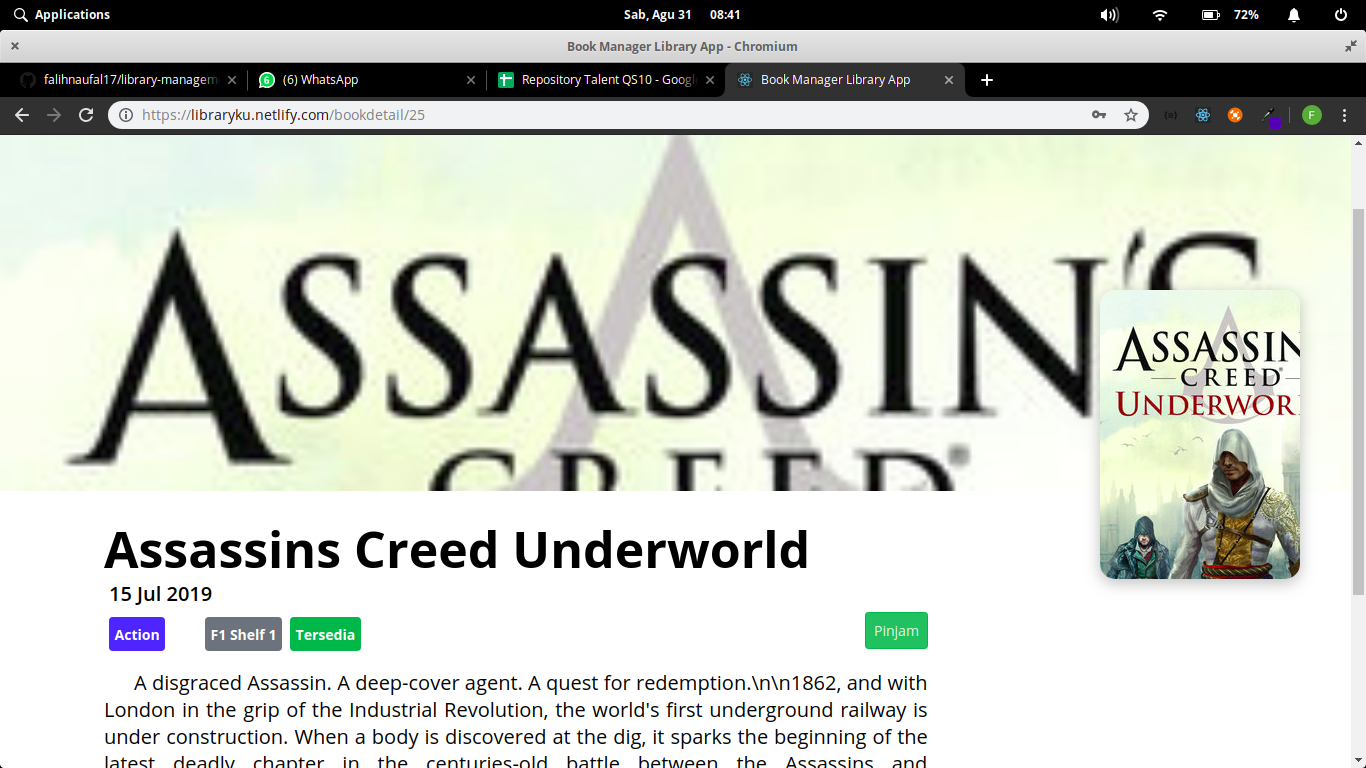 Applications
Sab, Agu 31 08:41
72%
Book Manager Library App - Chromium
falihnaufal17/library-managem
(6) WhatsApp
Repository Talent QS10 - Googl
Book Manager Library App
https://libraryku.netlify.com/bookdetail/25
F
ASSASSIN'S
CREED
ASSASSIN
CREED
UNDERWOR
Assassins Creed Underworld
15 Jul 2019
Action
F1 Shelf 1
Tersedia
Pinjam
A disgraced Assassin. A deep-cover agent. A quest for redemption.\n\n1862, and with
London in the grip of the Industrial Revolution, the world's first underground railway is
under construction. When a body is discovered at the dig, it sparks the beginning of the
latest deadly chapter in the centuries-old battle between the Assassins and